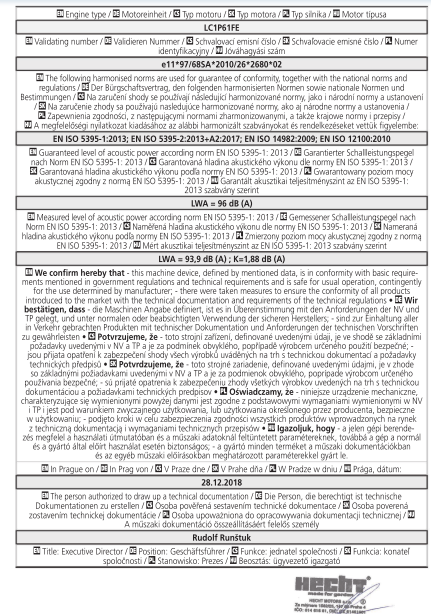 EN Engine type / DE Motoreinheit / CS Typ motoru / SK Typ motora / PL Typ silnika / HU Motor típusa
LC1P61FE
EN Validating number / DE Validieren Nummer / CS Schvalovací emisní číslo / SK Schvalovacie emisné číslo / PL Numer
identyfikacyjny / HU Jóváhagyási szám
e11*97/68SA*2010/26*2680*02
EN The following harmonised norms are used for guarantee of conformity, together with the national norms and
regulations / DE Der Bürgschaftsvertrag, den folgenden harmonisierten Normen sowie nationale Normen und
Bestimmungen / CS Na zaručení shody se používají následující harmonizované normy, jako i národní normy a ustanovení
/ SK Na zaručenie zhody sa používajú nasledujúce harmonizované normy, ako aj národne normy a ustanovenia /
PL Zapewnienia zgodności, z następującymi normami zharmonizowanymi, a także krajowe normy i przepisy /
HU A megfelelőségi nyilatkozat kiadásához az alábbi harmonizált szabványokat és rendelkezéseket vettük figyelembe:
EN ISO 5395-1:2013; EN ISO 5395-2:2013+A2:2017; EN ISO 14982:2009; EN ISO 12100:2010
EN Guaranteed level of acoustic power according norm EN ISO 5395-1: 2013 / DE Garantierter Schallleistungspegel
nach Norm EN ISO 5395-1: 2013 / CS Garantovaná hladina akustického výkonu dle normy EN ISO 5395-1: 2013 /
SK Garantovaná hladina akustického výkonu podľa normy EN ISO 5395-1: 2013 / PL Gwarantowany poziom mocy
akustycznej zgodny z normą EN ISO 5395-1: 2013 / HU Garantált akusztikai teljesítményszint az EN ISO 5395-1:
2013 szabvány szerint
LWA = 96 dB (A)
EN Measured level of acoustic power according norm EN ISO 5395-1: 2013 / DE Gemessener Schallleistungspegel nach
Norm EN ISO 5395-1: 2013 / CS Naměřená hladina akustického výkonu dle normy EN ISO 5395-1: 2013 / SK Nameraná
hladina akustického výkonu podľa normy EN ISO 5395-1: 2013 / PL Zmierzony poziom mocy akustycznej zgodny z normą
EN ISO 5395-1: 2013 / HU Mért akusztikai teljesítményszint az EN ISO 5395-1: 2013 szabvány szerint
LWA = 93,9 dB (A) ; K=1,88 dB (A)
EN We confirm hereby that - this machine device, defined by mentioned data, is in conformity with basic require-
ments mentioned in government regulations and technical requirements and is safe for usual operation, contingently
for the use determined by manufacturer; - there were taken measures to ensure the conformity of all products
introduced to the market with the technical documentation and requirements of the technical regulations • DE Wir
bestätigen, dass - die Maschinen Angabe definiert, ist es in Übereinstimmung mit den Anforderungen der NV und
TP gelegt, und unter normalen oder beabsichtigten Verwendung der sicheren Herstellers; - sind zur Einhaltung aller
in Verkehr gebrachten Produkten mit technischer Dokumentation und Anforderungen der technischen Vorschriften
zu gewährleisten • CS Potvrzujeme, že - toto strojní zařízení, definované uvedenými údaji, je ve shodě se základními
požadavky uvedenými v NV a TP a je za podmínek obvyklého, popřípadě výrobcem určeného použití bezpečné; -
jsou přijata opatření k zabezpečení shody všech výrobků uváděných na trh s technickou dokumentací a požadavky
technických předpisů • SK Potvrdzujeme, že - toto strojné zariadenie, definované uvedenými údajmi, je v zhode
so základnými požiadavkami uvedenými v NV a TP a je za podmienok obvyklého, poprípade výrobcom určeného
používania bezpečné; - sú prijaté opatrenia k zabezpečeniu zhody všetkých výrobkov uvedených na trh s technickou
dokumentáciou a požiadavkami technických predpisov • PL Oświadczamy, że - niniejsze urządzenie mechaniczne,
charakteryzujące się wymienionymi powyżej danymi jest zgodne z podstawowymi wymaganiami wymienionymi w NV
i TP i jest pod warunkiem zwyczajnego użytkowania, lub użytkowania określonego przez producenta, bezpieczne
w użytkowaniu; - podjęto kroki w celu zabezpieczenia zgodności wszystkich produktów wprowadzonych na rynek
z techniczną dokumentacją i wymaganiami technicznych przepisów • HU Igazoljuk, hogy - a jelen gépi berende-
zés megfelel a használati útmutatóban és a műszaki adatoknál feltüntetett paramétereknek, továbbá a gép a normál
és a gyártó által előírt használat esetén biztonságos; - a gyártó minden terméket a műszaki dokumentációkban
és az egyéb műszaki előírásokban meghatározott paraméterekkel gyárt le.
EN In Prague on / DE In Prag von / CS V Praze dne / SK V Prahe dňa / PL W Pradze w dniu / HU Prága, dátum:
28.12.2018
EN The person authorized to draw up a technical documentation / DE Die Person, die berechtigt ist technische
Dokumentationen zu erstellen / CS Osoba pověřená sestavením technické dokumentace / SK Osoba poverená
zostavením technickej dokumentácie / PL Osoba upoważniona do opracowywania dokumentacji technicznej / HU
A műszaki dokumentáció összeállításáért felelős személy
Rudolf Runštuk
EN Title: Executive Director / DE Position: Geschäftsführer / CS Funkce: jednatel společnosti / SK Funkcia: konateľ
spoločnosti / PL Stanowisko: Prezes / HU Beosztás: ügyvezető igazgató
HECHT
made for garden
HECHT MOTORS s.r.o.